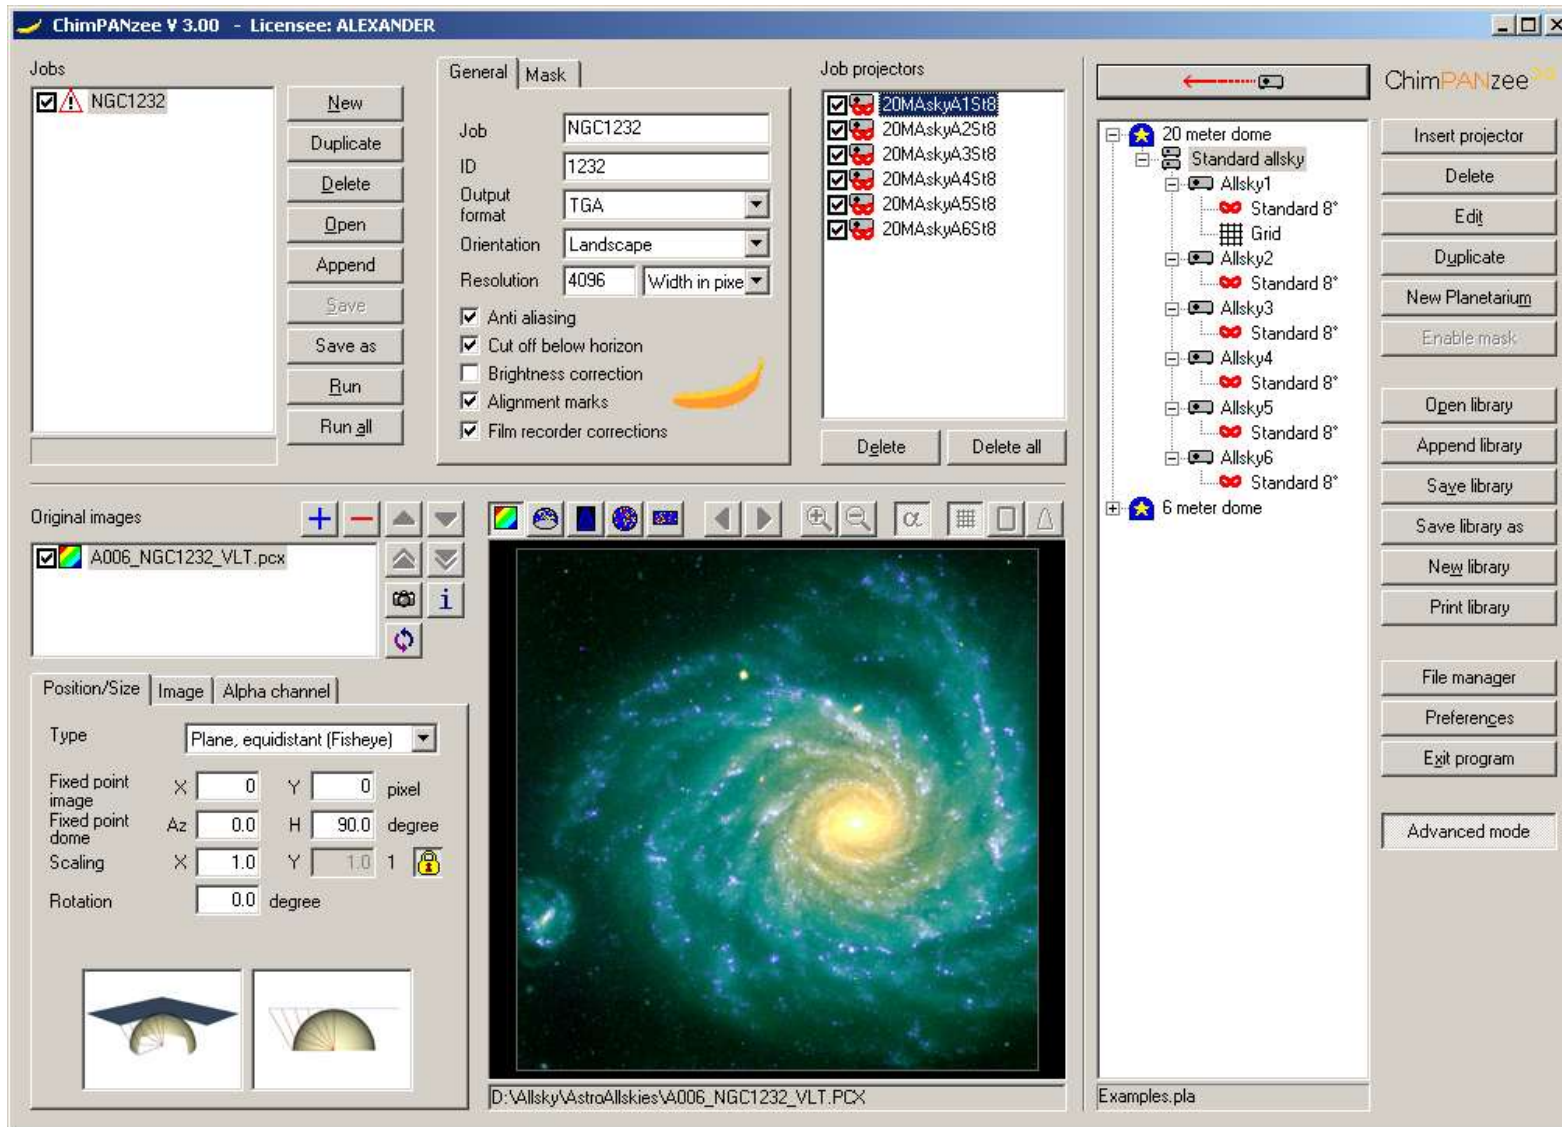 ChimPANzee V 3.00 - Licensee: ALEXANDER
Jobs
NGC1232
New
Duplicate
Delete
Open
Append
Save
Save as
Run
Run all
General
Mask
Job
NGC1232
ID
1232
Output
format
TGA
Orientation
Landscape
Resolution
4096
Width in pixe
Anti aliasing
Cut off below horizon
Brightness correction
Alignment marks
Film recorder corrections
Job projectors
20MAskyA1St8
20MAskyA2St8
20MAskyA3St8
20MAskyA4St8
20MAskyA5St8
20MAskyA6St8
Delete
Delete all
20 meter dome
Standard allsky
Allsky1
Standard 8°
Grid
Allsky2
Standard 8°
Allsky3
Standard 8°
Allsky4
Standard 8°
Allsky5
Standard 8°
Allsky6
Standard 8°
6 meter dome
Examples.pla
ChimPANzee
Insert projector
Delete
Edit
Duplicate
New Planetarium
Enable mask
Open library
Append library
Save library
Save library as
New library
Print library
File manager
Preferences
Exit program
Advanced mode
Original images
A006_NGC1232_VLT.pcx
i
α
Position/Size
Image
Alpha channel
Type
Plane, equidistant (Fisheye)
Fixed point
image
X 0 Y 0 pixel
Fixed point
dome
Az 0.0 H 90.0 degree
Scaling X 1.0 Y 1.0 1
Rotation 0.0 degree
D:\Allsky\AstroAllskies\A006_NGC1232_VLT.PCX